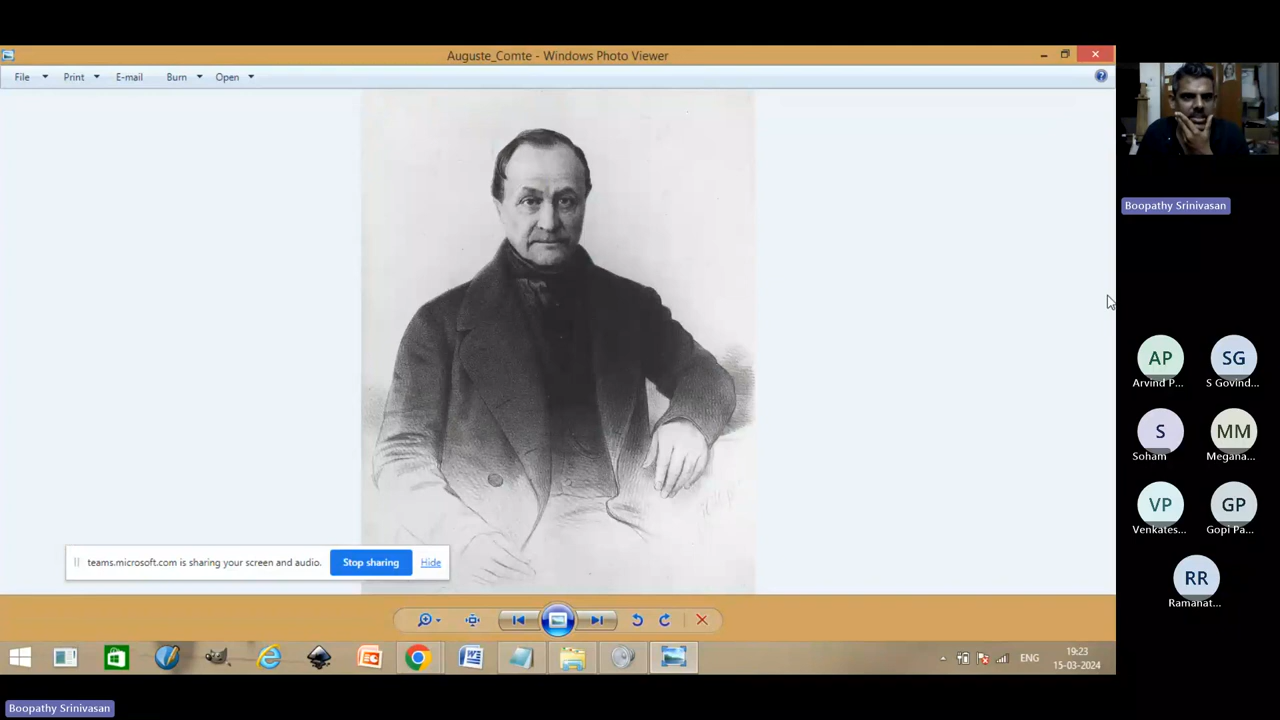 Auguste_Comte - Windows Photo Viewer
File Print E-mail Burn Open
Boopathy Srinivasan
AP SG
Arvind P... S Govind...
S MM
Soham Megana...
VP GP
Venkates... Gopi Pa...
RR
Ramanat...
teams.microsoft.com is sharing your screen and audio. Stop sharing Hide
ENG 19:23
15-03-2024
Boopathy Srinivasan